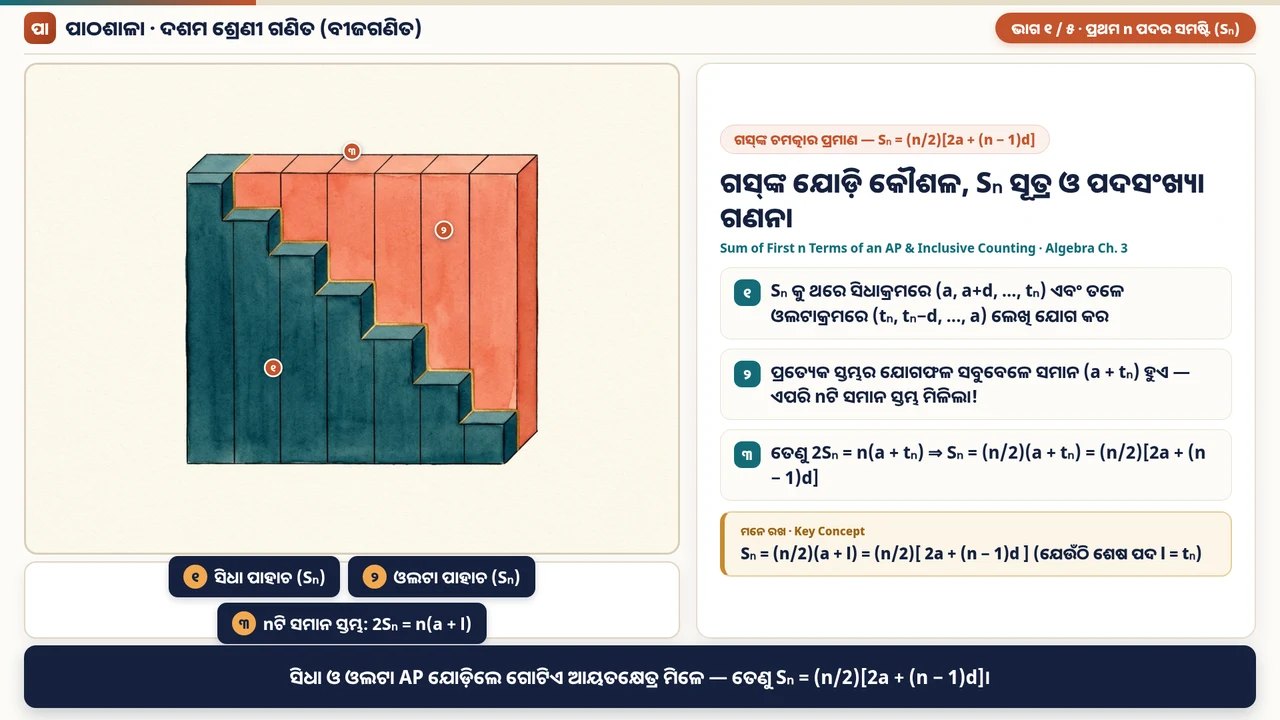 ପା ପାଠଶାଳା · ଦଶମ ଶ୍ରେଣୀ ଗଣିତ (ବୀଜଗଣିତ)
ଭାଗ ୧ / ୫ · ପ୍ରଥମ n ପଦର ସମଷ୍ଟି (Sₙ)
୩
୨
୧
୧ ସିଧା ପାହାଚ (Sₙ)
୨ ଓଲଟା ପାହାଚ (Sₙ)
୩ nଟି ସମାନ ସ୍ତମ୍ଭ: 2Sₙ = n(a + l)
ଗସ୍‌ଙ୍କ ଚମତ୍କାର ପ୍ରମାଣ — Sₙ = (n/2)[2a + (n − 1)d]
ଗସ୍‌ଙ୍କ ଯୋଡ଼ି କୌଶଳ, Sₙ ସୂତ୍ର ଓ ପଦସଂଖ୍ୟା
ଗଣନା
Sum of First n Terms of an AP & Inclusive Counting · Algebra Ch. 3
୧ Sₙ କୁ ଥରେ ସିଧାକ୍ରମରେ (a, a+d, …, tₙ) ଏବଂ ତଳେ
ଓଲଟାକ୍ରମରେ (tₙ, tₙ−d, …, a) ଲେଖି ଯୋଗ କର
୨ ପ୍ରତ୍ୟେକ ସ୍ତମ୍ଭର ଯୋଗଫଳ ସବୁବେଳେ ସମାନ (a + tₙ) ହୁଏ —
ଏପରି nଟି ସମାନ ସ୍ତମ୍ଭ ମିଳିଲା!
୩ ତେଣୁ 2Sₙ = n(a + tₙ) ⇒ Sₙ = (n/2)(a + tₙ) = (n/2)[2a + (n
− 1)d]
ମନେ ରଖ · Key Concept
Sₙ = (n/2)(a + l) = (n/2)[ 2a + (n − 1)d ] (ଯେଉଁଠି ଶେଷ ପଦ l = tₙ)
ସିଧା ଓ ଓଲଟା AP ଯୋଡ଼ିଲେ ଗୋଟିଏ ଆୟତକ୍ଷେତ୍ର ମିଳେ — ତେଣୁ Sₙ = (n/2)[2a + (n − 1)d]।